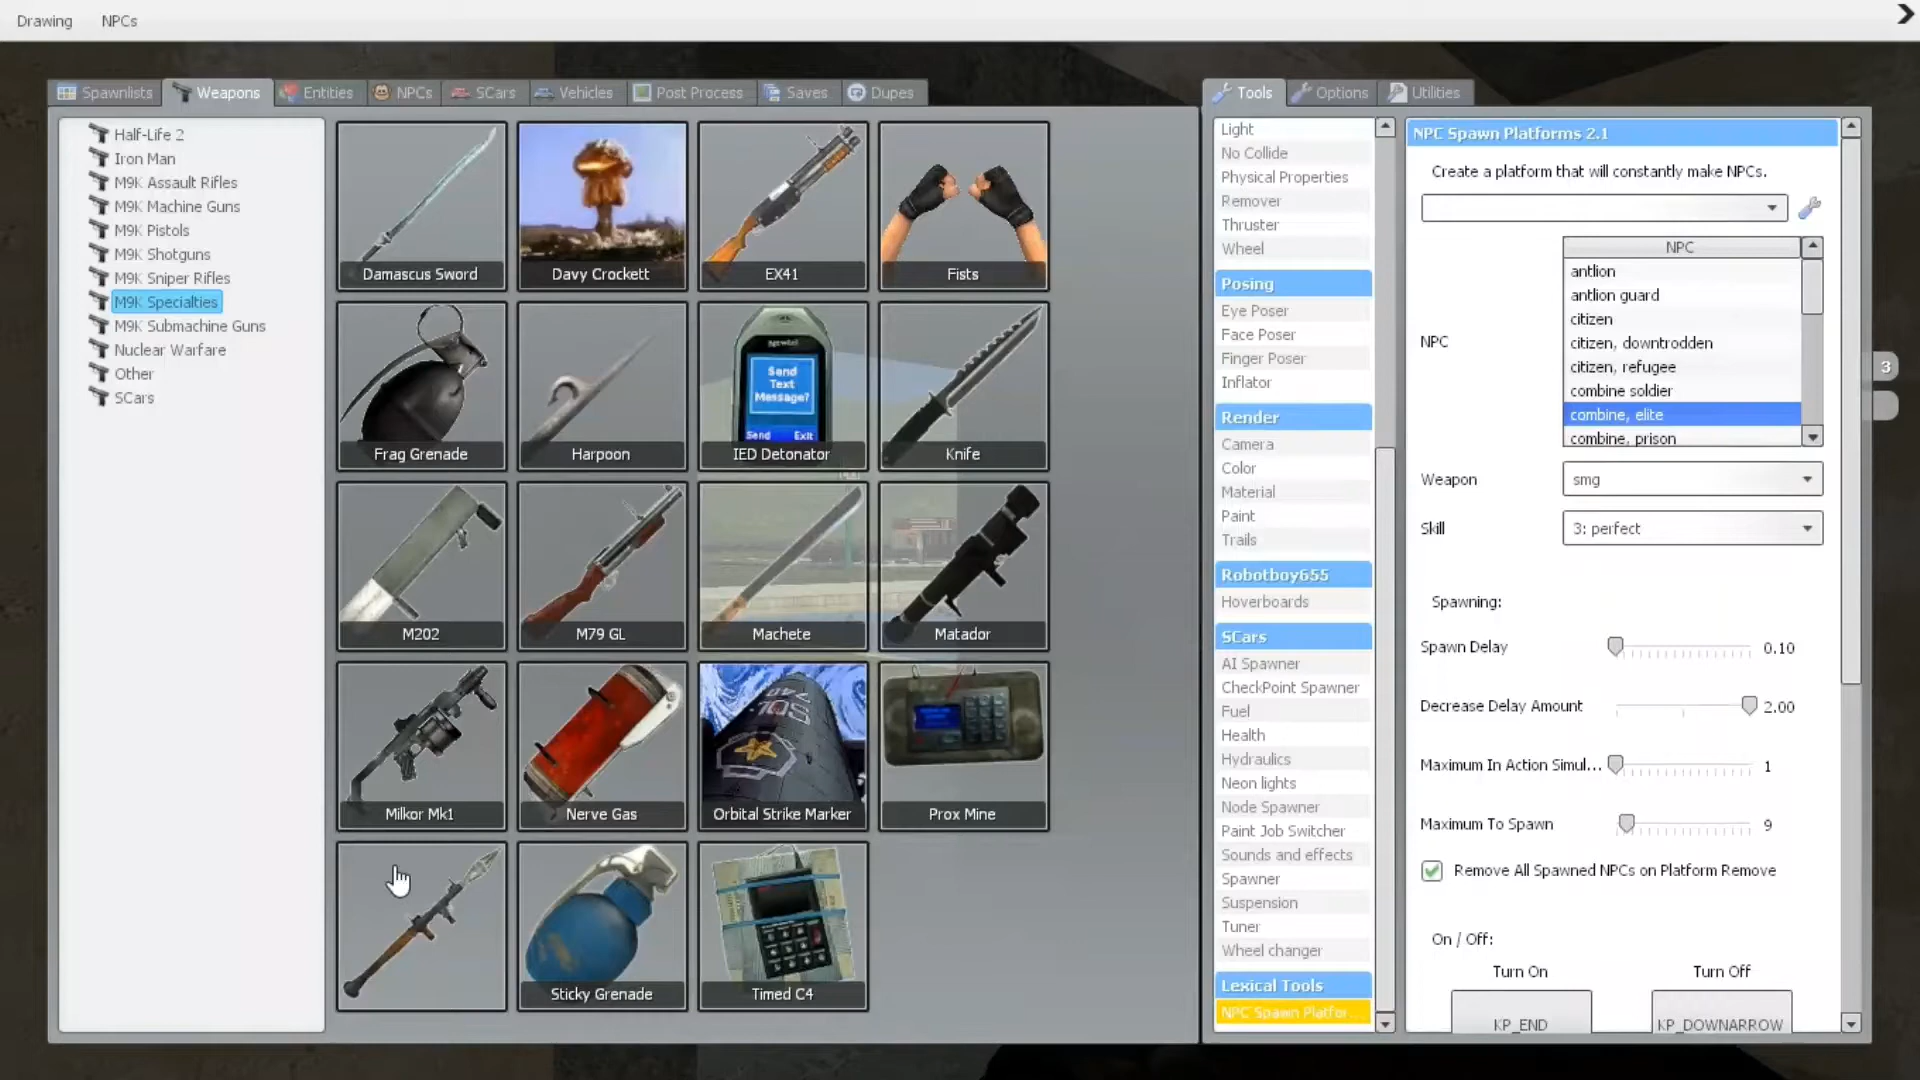 Drawing NPCs
Spawnlists Weapons Entities NPCs SCars Vehicles Post Process Saves Dupes
Half-Life 2
Iron Man
M9K Assault Rifles
M9K Machine Guns
M9K Pistols
M9K Shotguns
M9K Sniper Rifles
M9K Specialties
M9K Submachine Guns
Nuclear Warfare
Other
SCars
Damascus Sword Davy Crockett EX41 Fists
Newtel
Send
Text
Message?
Send Exit
Frag Grenade Harpoon IED Detonator Knife
M202 M79 GL Machete Matador
Milkor Mk1 Nerve Gas Orbital Strike Marker Prox Mine
Sticky Grenade Timed C4
Tools Options Utilities
Light
No Collide
Physical Properties
Remover
Thruster
Wheel
Posing
Eye Poser
Face Poser
Finger Poser
Inflator
Render
Camera
Color
Material
Paint
Trails
Robotboy655
Hoverboards
SCars
AI Spawner
CheckPoint Spawner
Fuel
Health
Hydraulics
Neon lights
Node Spawner
Paint Job Switcher
Sounds and effects
Spawner
Suspension
Tuner
Wheel changer
Lexical Tools
NPC Spawn Platfor...
NPC Spawn Platforms 2.1
Create a platform that will constantly make NPCs.
NPC
NPC
antlion
antlion guard
citizen
citizen, downtrodden
citizen, refugee
combine soldier
combine, elite
combine, prison
Weapon smg
Skill 3: perfect
Spawning:
Spawn Delay 0.10
Decrease Delay Amount 2.00
Maximum In Action Simul... 1
Maximum To Spawn 9
Remove All Spawned NPCs on Platform Remove
On / Off:
Turn On Turn Off
KP_END KP_DOWNARROW
3